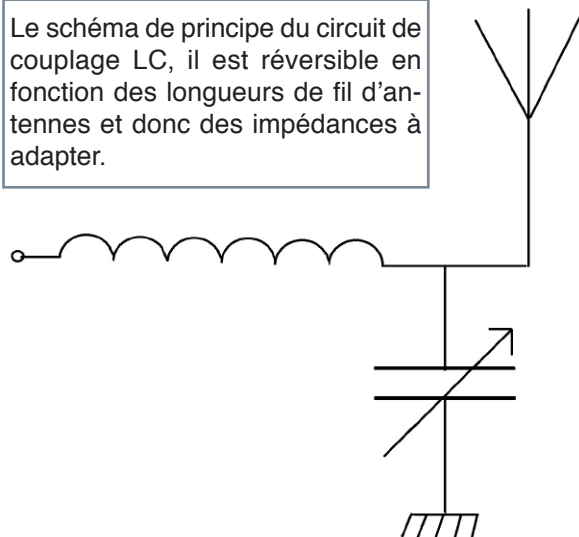 Le schéma de principe du circuit de
couplage LC, il est réversible en
fonction des longueurs de fil d'an-
tennes et donc des impédances à
adapter.